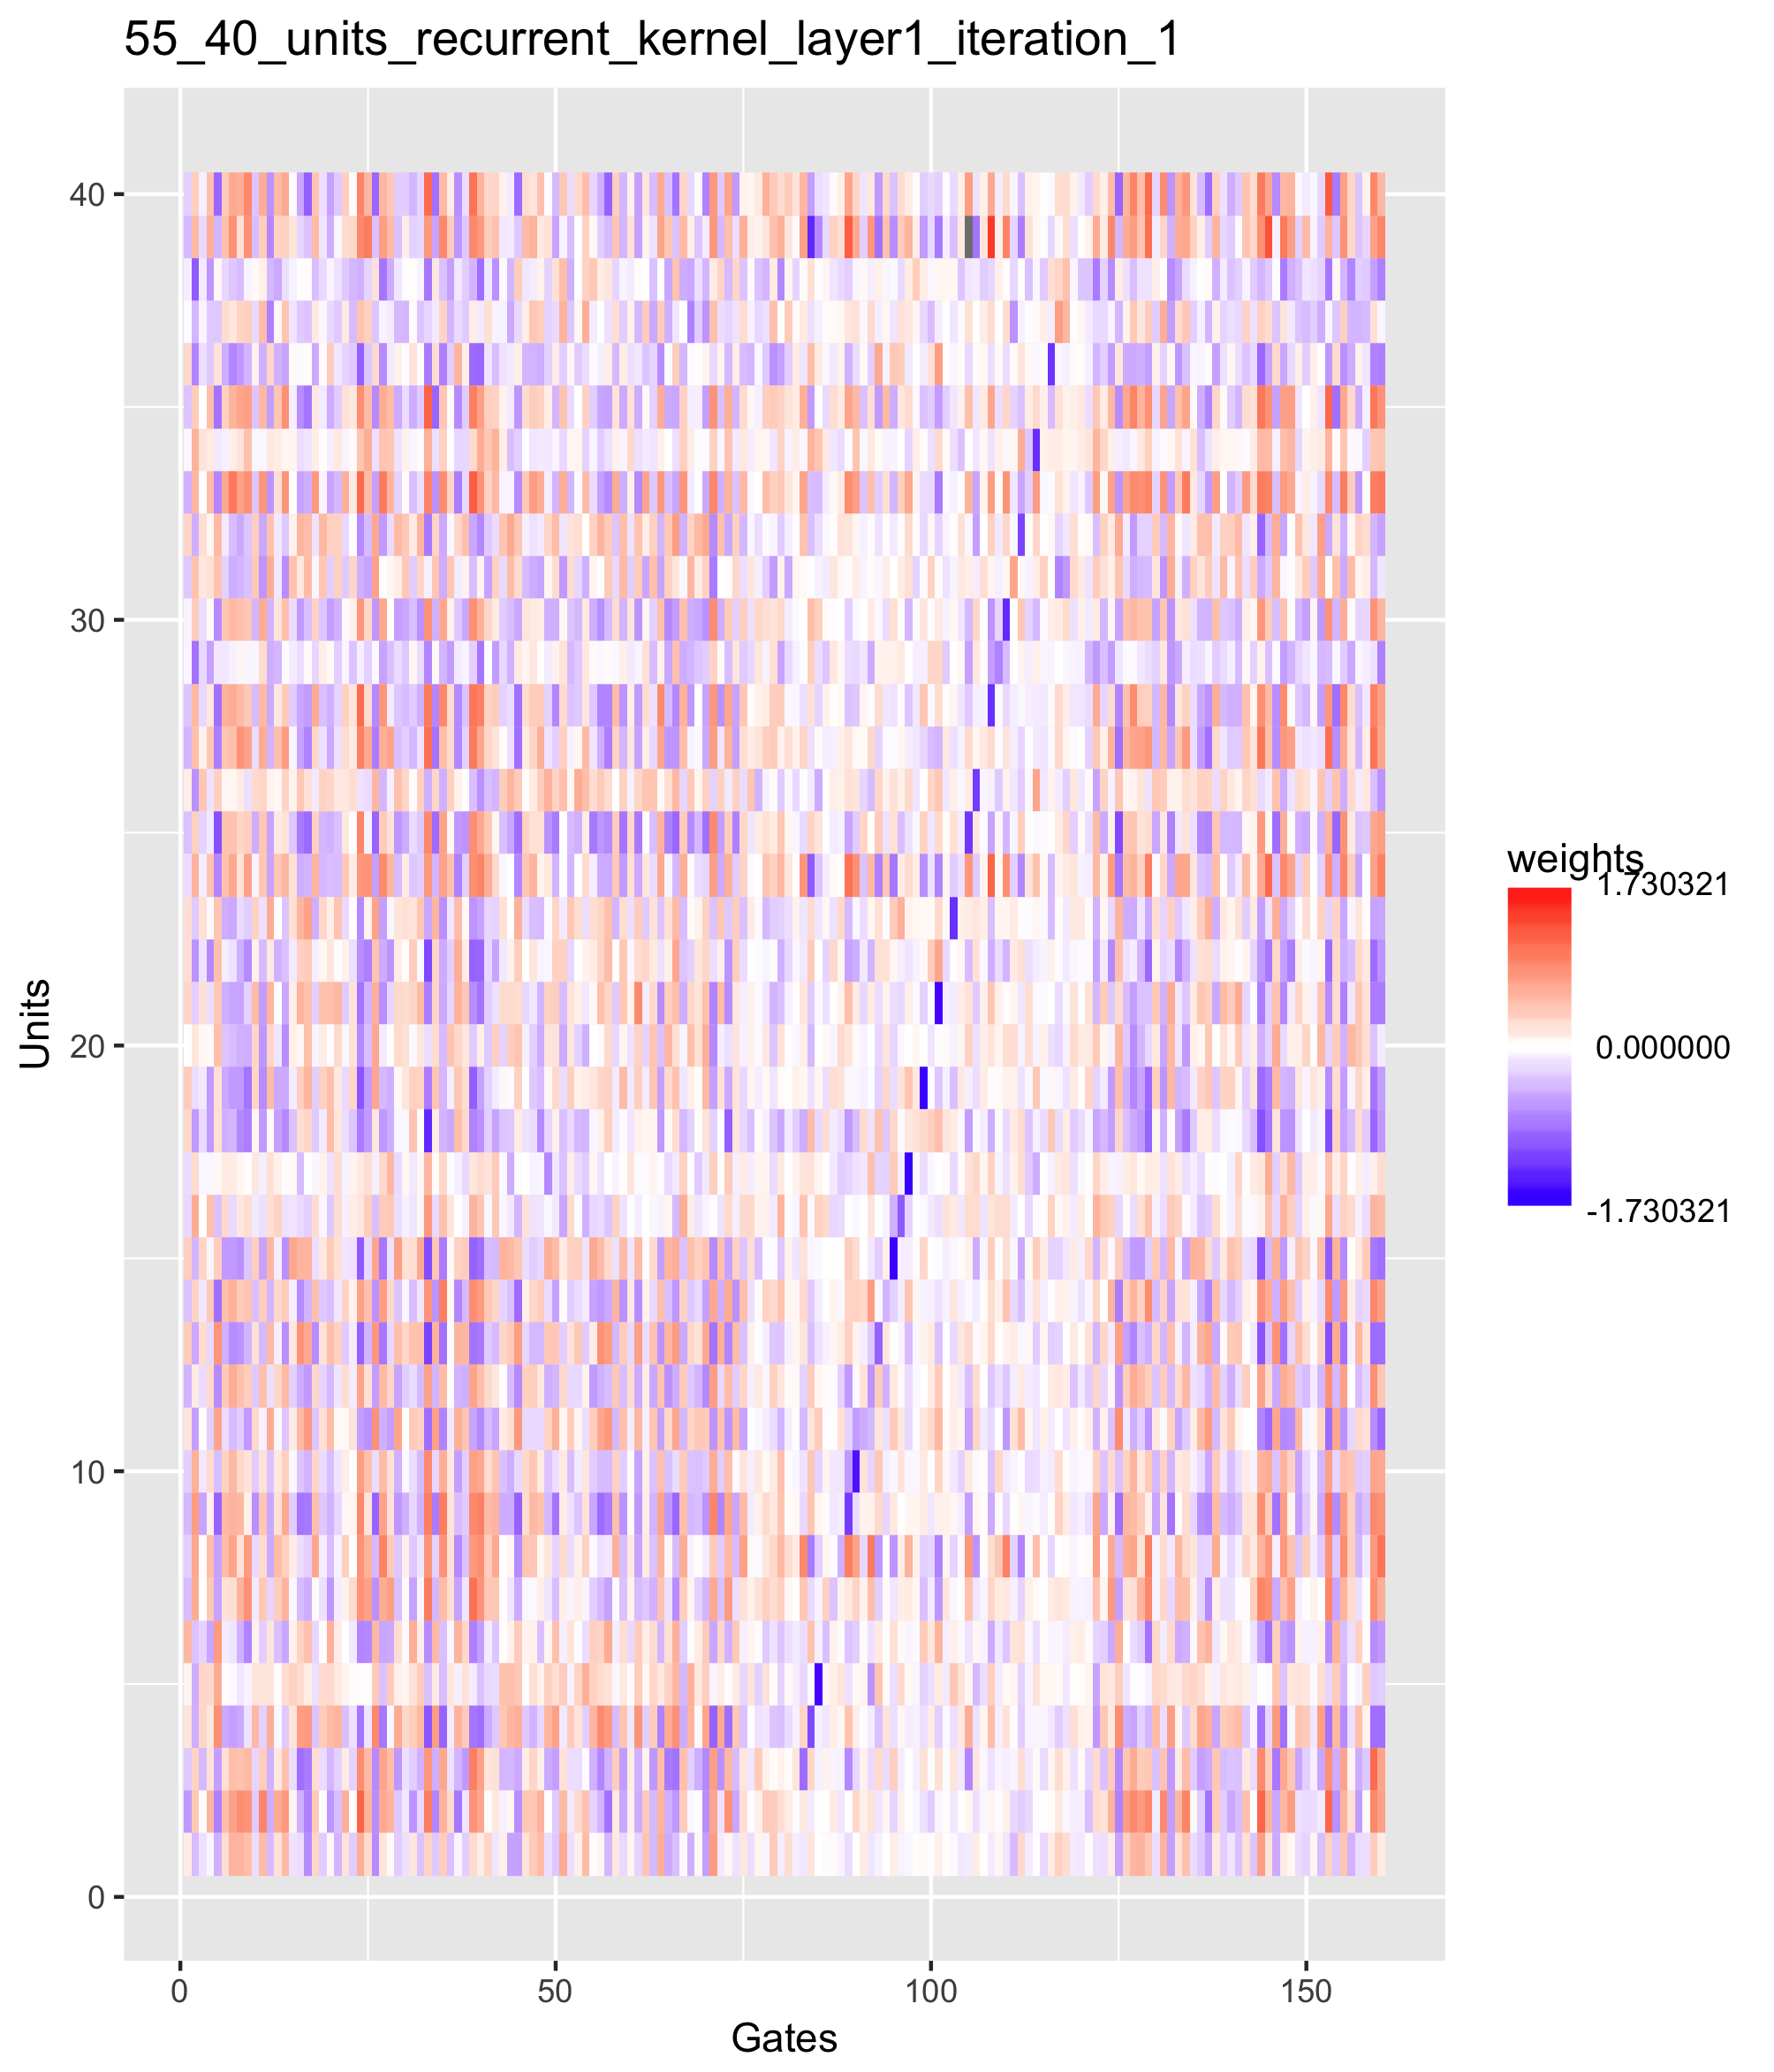 55_40_units_recurrent_kernel_layer1_iteration_1
40
30
20
10
0
Units
0 50 100 150
Gates
weights
1.730321
0.000000
-1.730321